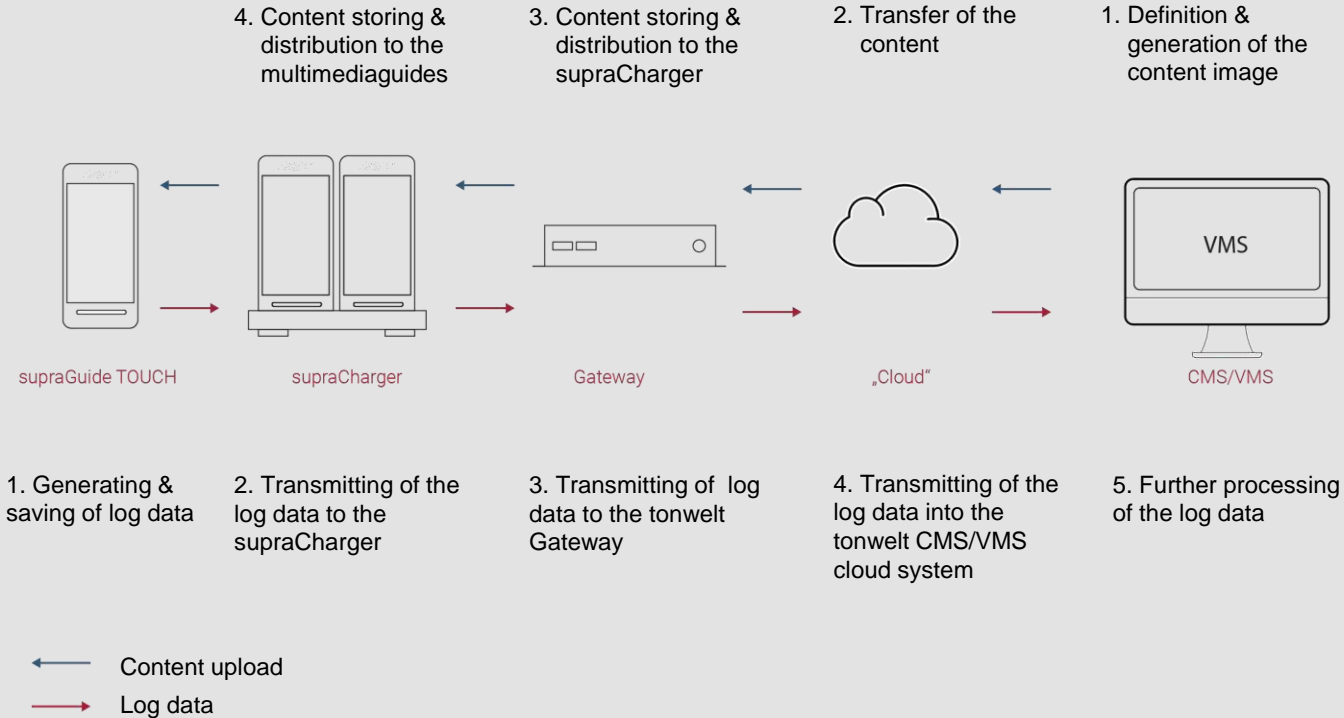 4. Content storing &
distribution to the
multimediaguides
3. Content storing &
distribution to the
supraCharger
2. Transfer of the
content
1. Definition &
generation of the
content image
VMS
supraGuide TOUCH
supraCharger
Gateway
„Cloud“
CMS/VMS
1. Generating &
saving of log data
2. Transmitting of the
log data to the
supraCharger
3. Transmitting of  log
data to the tonwelt
Gateway
4. Transmitting of the
log data into the
tonwelt CMS/VMS
cloud system
5. Further processing
of the log data
Content upload
Log data